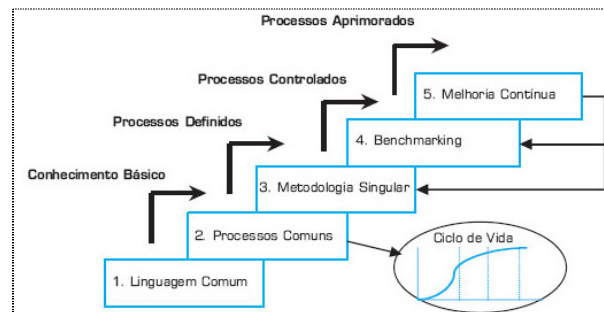 Processos Aprimorados
Processos Controlados
5. Melhoria Contínua
Processos Definidos
4. Benchmarking
Conhecimento Básico
3. Metodologia Singular
2. Processos Comuns
Ciclo de Vida
1. Linguagem Comum